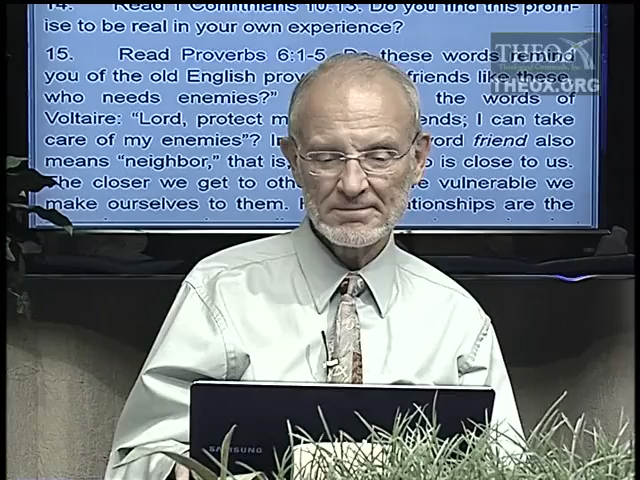 14. Read 1 Corinthians 10:13. Do you find this prom-
ise to be real in your own experience?
15. Read Proverbs 6:1-5. Do these words remind
you of the old English prov friends like these
who needs enemies?" the words of
Voltaire: "Lord, protect m ends; I can take
care of my enemies"? In word friend also
means "neighbor," that is close to us.
The closer we get to oth vulnerable we
make ourselves to them. ationships are the
THEOX
THEOX.ORG
SAMSUNG